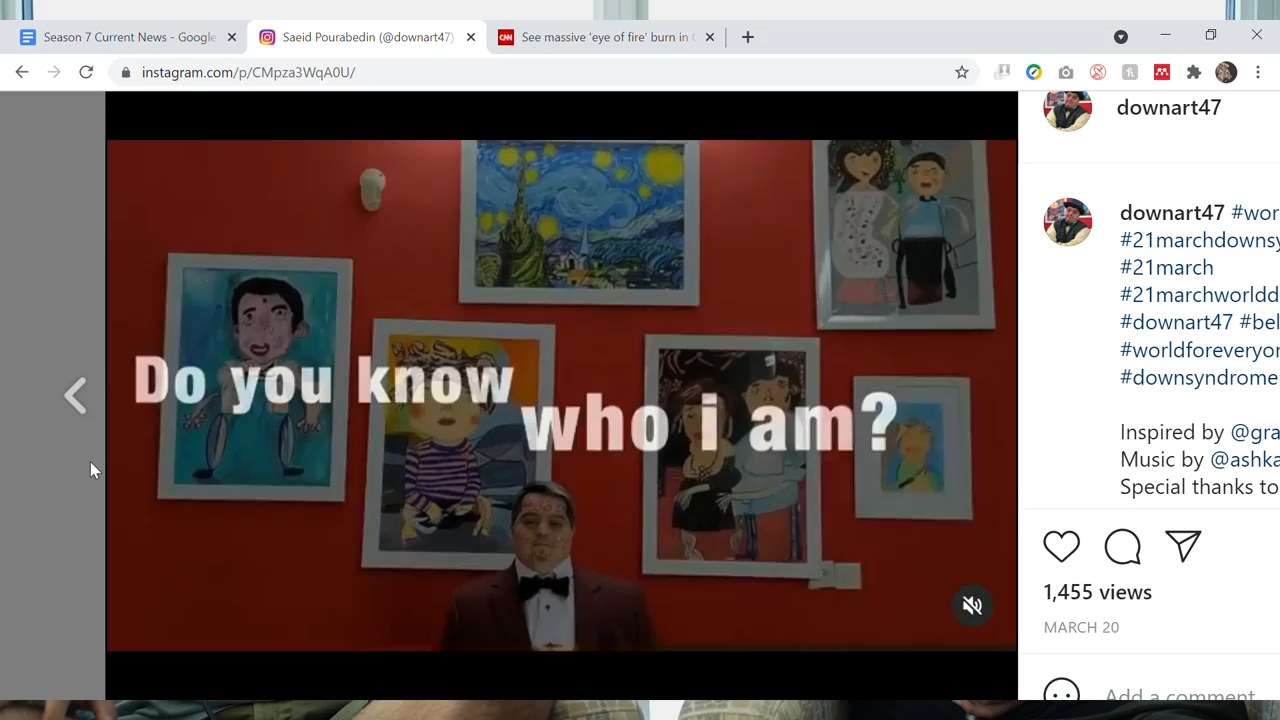 Season 7 Current News - Google
Saeid Pourabedin (@downart47)
CNN
See massive 'eye of fire' burn in
instagram.com/p/CMpza3WqA0U/
downart47
downart47 #wor
#21marchdownsy
#21march
#21marchworldd
#downart47 #bel
#worldforeveryor
#downsyndrome
Do you know
who i am?
Inspired by @gra
Music by @ashka
Special thanks to
1,455 views
MARCH 20
Add a comment